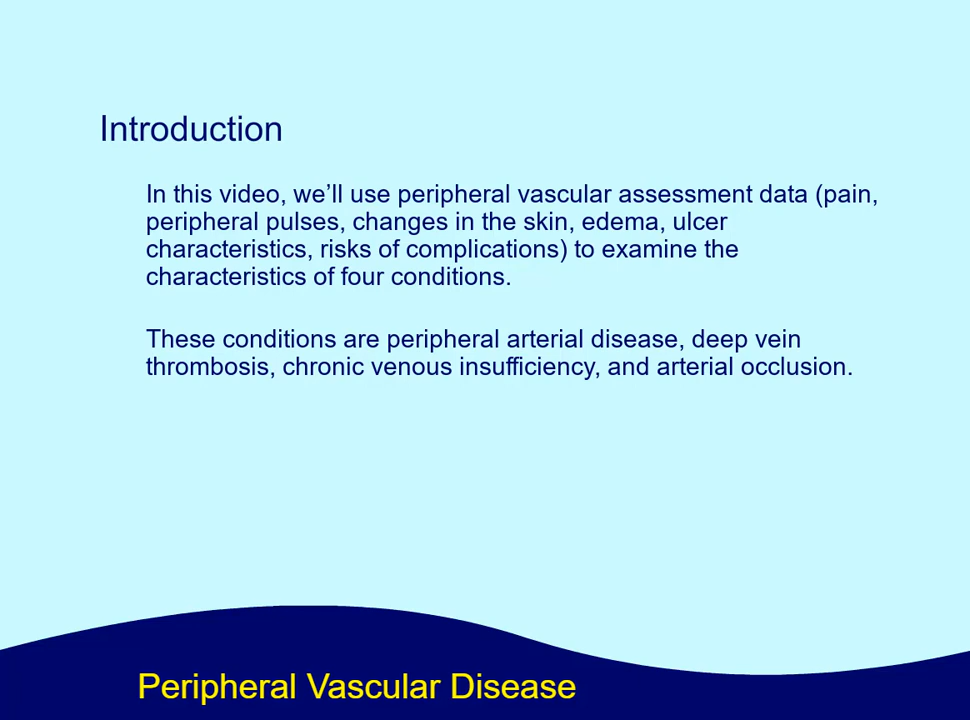 Introduction
In this video, we’ll use peripheral vascular assessment data (pain,
peripheral pulses, changes in the skin, edema, ulcer
characteristics, risks of complications) to examine the
characteristics of four conditions.
These conditions are peripheral arterial disease, deep vein
thrombosis, chronic venous insufficiency, and arterial occlusion.
Peripheral Vascular Disease